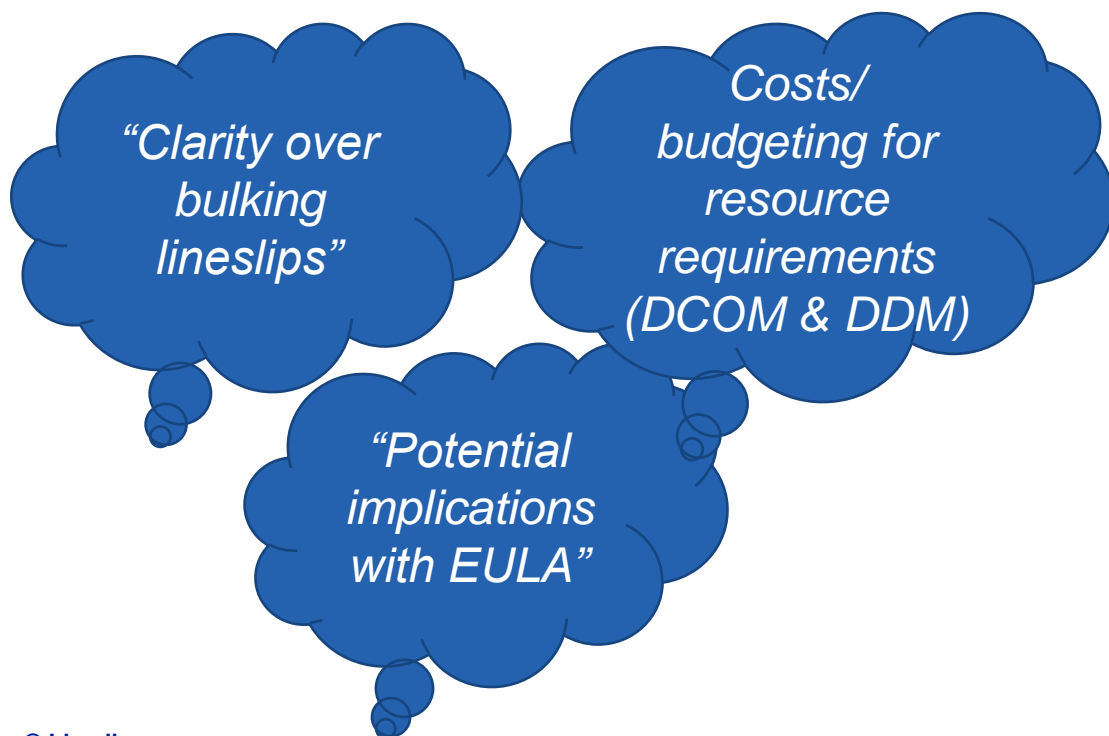 “Clarity over
bulking
lineslips”
Costs/
budgeting for
resource
requirements
(DCOM & DDM)
“Potential
implications
with EULA”